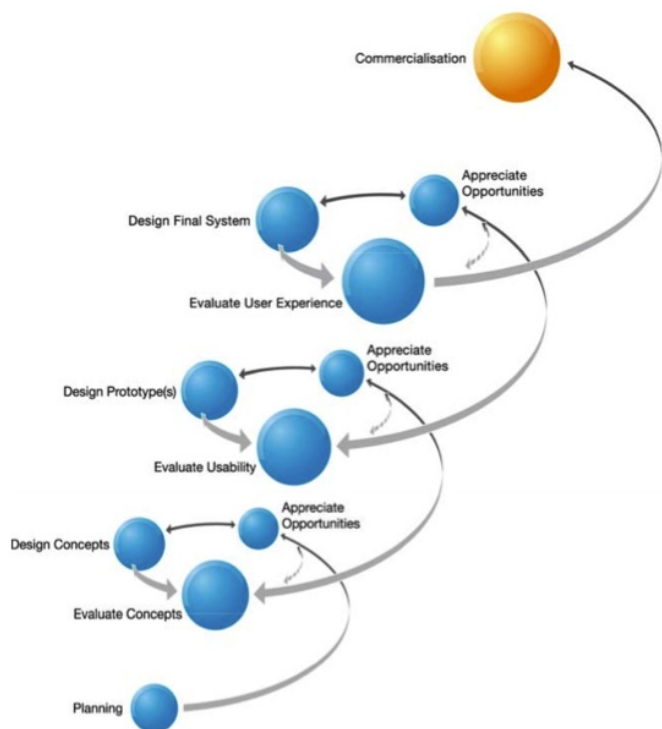 Commercialisation
Appreciate
Opportunities
Design Final System
Evaluate User Experience
Appreciate
Opportunities
Design Prototype(s)
Evaluate Usability
Appreciate
Opportunities
Design Concepts
Evaluate Concepts
Planning